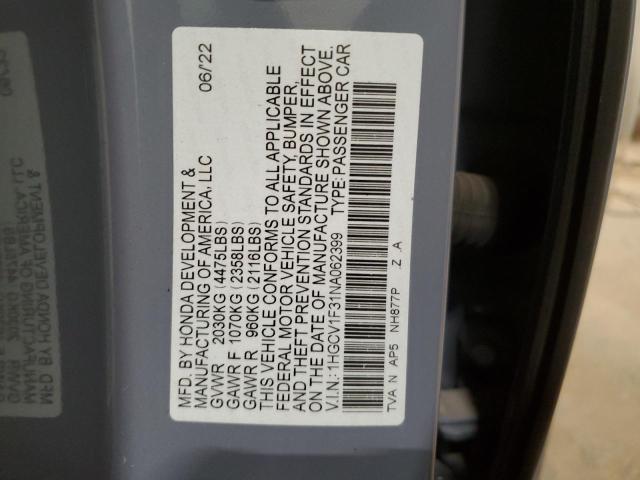 MFD. BY HONDA DEVELOPMENT &
MANUFACTURING OF AMERICA, LLC 06/22
GVWR 2030KG (4475LBS)
GAWR F 1070KG (2358LBS)
GAWR R 960KG (2116LBS)
THIS VEHICLE CONFORMS TO ALL APPLICABLE
FEDERAL MOTOR VEHICLE SAFETY, BUMPER,
AND THEFT PREVENTION STANDARDS IN EFFECT
ON THE DATE OF MANUFACTURE SHOWN ABOVE.
V.I.N.: 1HGCV1F31NA062399 TYPE: PASSENGER CAR
TVA N AP5 NH877P .Z .A